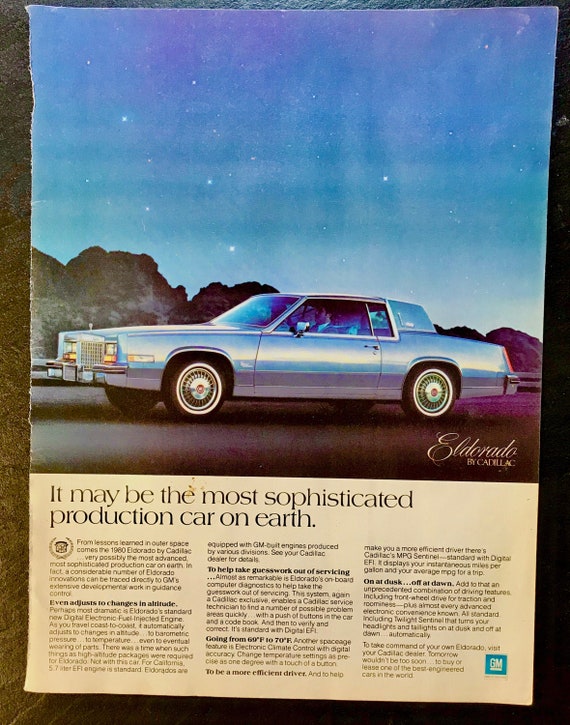 Eldorado
BY CADILLAC
It may be the most sophisticated
production car on earth.
From lessons learned in outer space
comes the 1980 Eldorado by Cadillac
...very possibly the most advanced,
most sophisticated production car on earth. In
fact, a considerable number of Eldorado
innovations can be traced directly to GM's
extensive developmental work in guidance
control.
Even adjusts to changes in altitude.
Perhaps most dramatic is Eldorado's standard
new Digital Electronic-Fuel-Injected Engine.
As you travel coast-to-coast, it automatically
adjusts to changes in altitude...to barometric
pressure...to temperature...even to eventual
wearing of parts. There was a time when such
things as high-altitude packages were required
for Eldorado. Not with this car. For California,
5.7 liter EFI engine is standard. Eldorados are
equipped with GM-built engines produced
by various divisions. See your Cadillac
dealer for details.
To help take guesswork out of servicing
...Almost as remarkable is Eldorado's on-board
computer diagnostics to help take the
guesswork out of servicing. This system, again
a Cadillac exclusive, enables a Cadillac service
technician to find a number of possible problem
areas quickly...with a push of buttons in the car
and a code book. And then to verify and
correct. It's standard with Digital EFI.
Going from 69°F to 70°F. Another spaceage
feature is Electronic Climate Control with digital
accuracy. Change temperature settings as pre-
cise as one degree with a touch of a button.
To be a more efficient driver. And to help
make you a more efficient driver there's
Cadillac's MPG Sentinel—standard with Digital
EFI. It displays your instantaneous miles per
gallon and your average mpg for a trip.
On at dusk...off at dawn. Add to that an
unprecedented combination of driving features.
Including front-wheel drive for traction and
roominess—plus almost every advanced
electronic convenience known. All standard.
Including Twilight Sentinel that turns your
headlights and taillights on at dusk and off at
dawn...automatically.
To take command of your own Eldorado, visit
your Cadillac dealer. Tomorrow
wouldn't be too soon...to buy or
lease one of the best-engineered
cars in the world.
GM